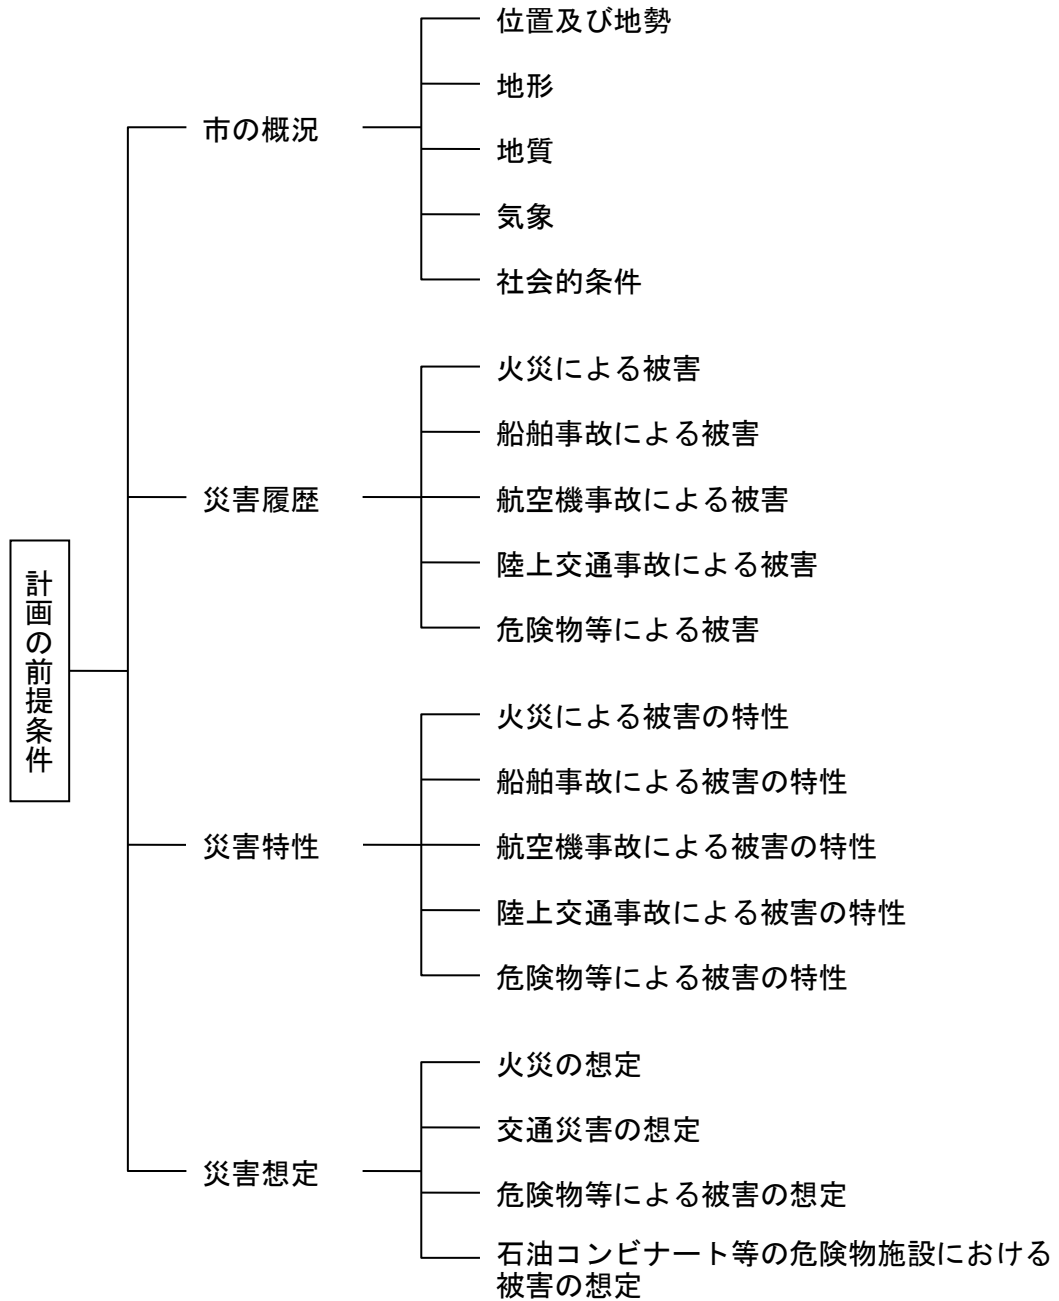 計画の前提条件
市の概況
位置及び地勢
地形
地質
気象
社会的条件
災害履歴
火災による被害
船舶事故による被害
航空機事故による被害
陸上交通事故による被害
危険物等による被害
災害特性
火災による被害の特性
船舶事故による被害の特性
航空機事故による被害の特性
陸上交通事故による被害の特性
危険物等による被害の特性
災害想定
火災の想定
交通災害の想定
危険物等による被害の想定
石油コンビナート等の危険物施設における
被害の想定